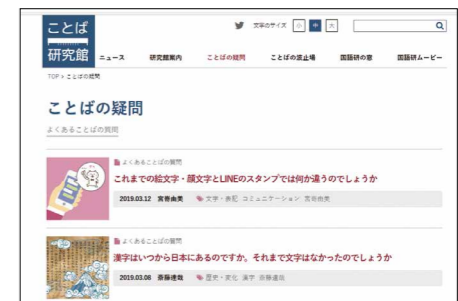 ことば
研究館
文字のサイズ 小 中 大
ニュース 研究館案内 ことばの疑問 ことばの波止場 国語研の窓 国語研ムービー
TOP > ことばの疑問
ことばの疑問
よくあることばの質問
よくあることばの質問
これまでの絵文字・顔文字とLINEのスタンプでは何が違うのでしょうか
2019.03.12 宮嵜由美 文字・表記 コミュニケーション 宮嵜由美
よくあることばの質問
漢字はいつから日本にあるのですか。それまで文字はなかったのでしょうか
2019.03.08 斎藤達哉 歴史・変化 漢字 斎藤達哉